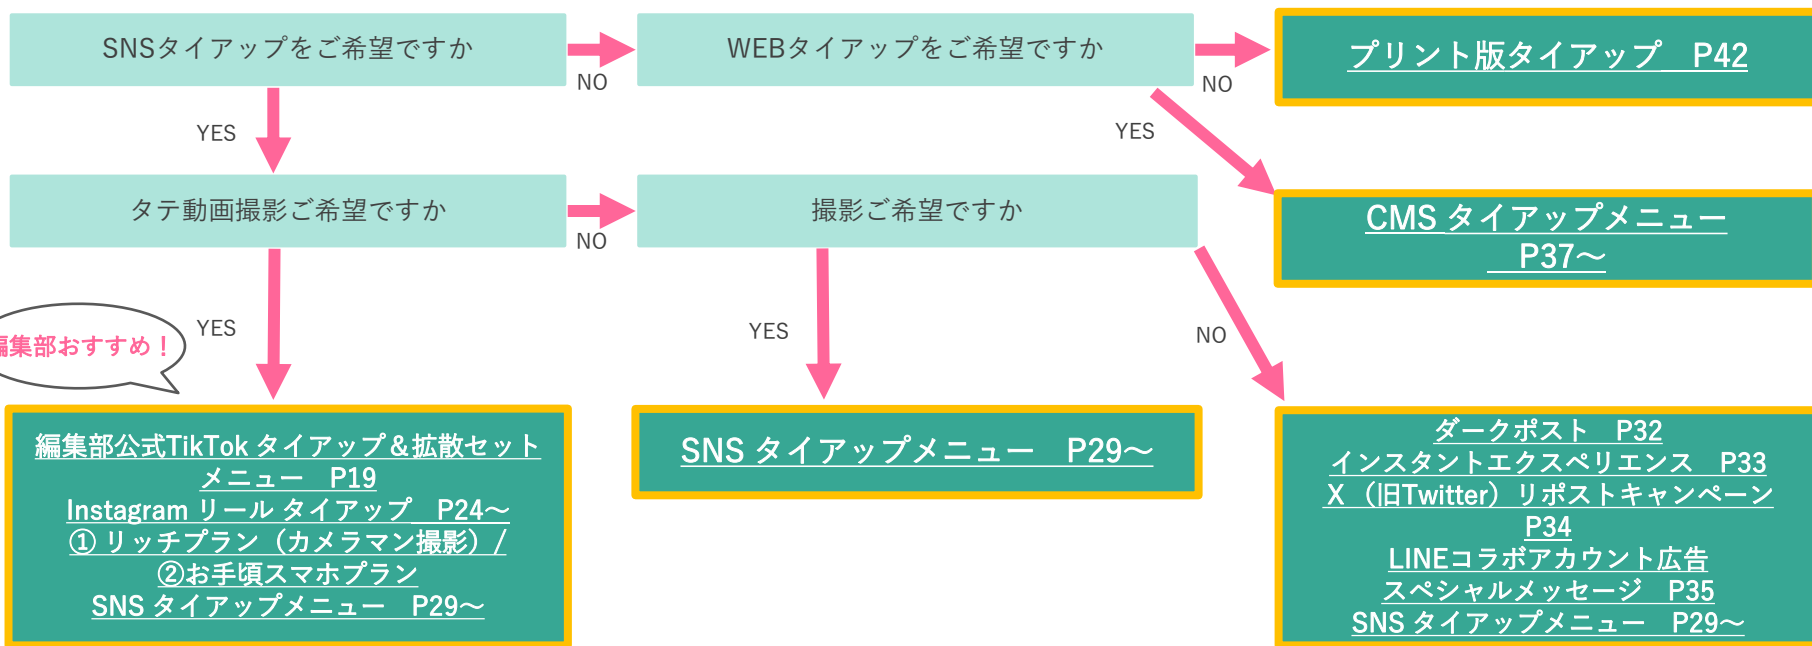 SNSタイアップをご希望ですか
NO
WEBタイアップをご希望ですか
NO
プリント版タイアップ　P42
YES
YES
タテ動画撮影ご希望ですか
NO
撮影ご希望ですか
CMS タイアップメニュー
P37～
編集部おすすめ！
YES
YES
NO
編集部公式TikTok タイアップ＆拡散セット
メニュー　P19
Instagram リール タイアップ　P24～
① リッチプラン（カメラマン撮影）/
②お手頃スマホプラン
SNS タイアップメニュー　P29～
SNS タイアップメニュー　P29～
ダークポスト　P32
インスタントエクスペリエンス　P33
X （旧Twitter）リポストキャンペーン
P34
LINEコラボアカウント広告
スペシャルメッセージ　P35
SNS タイアップメニュー　P29～